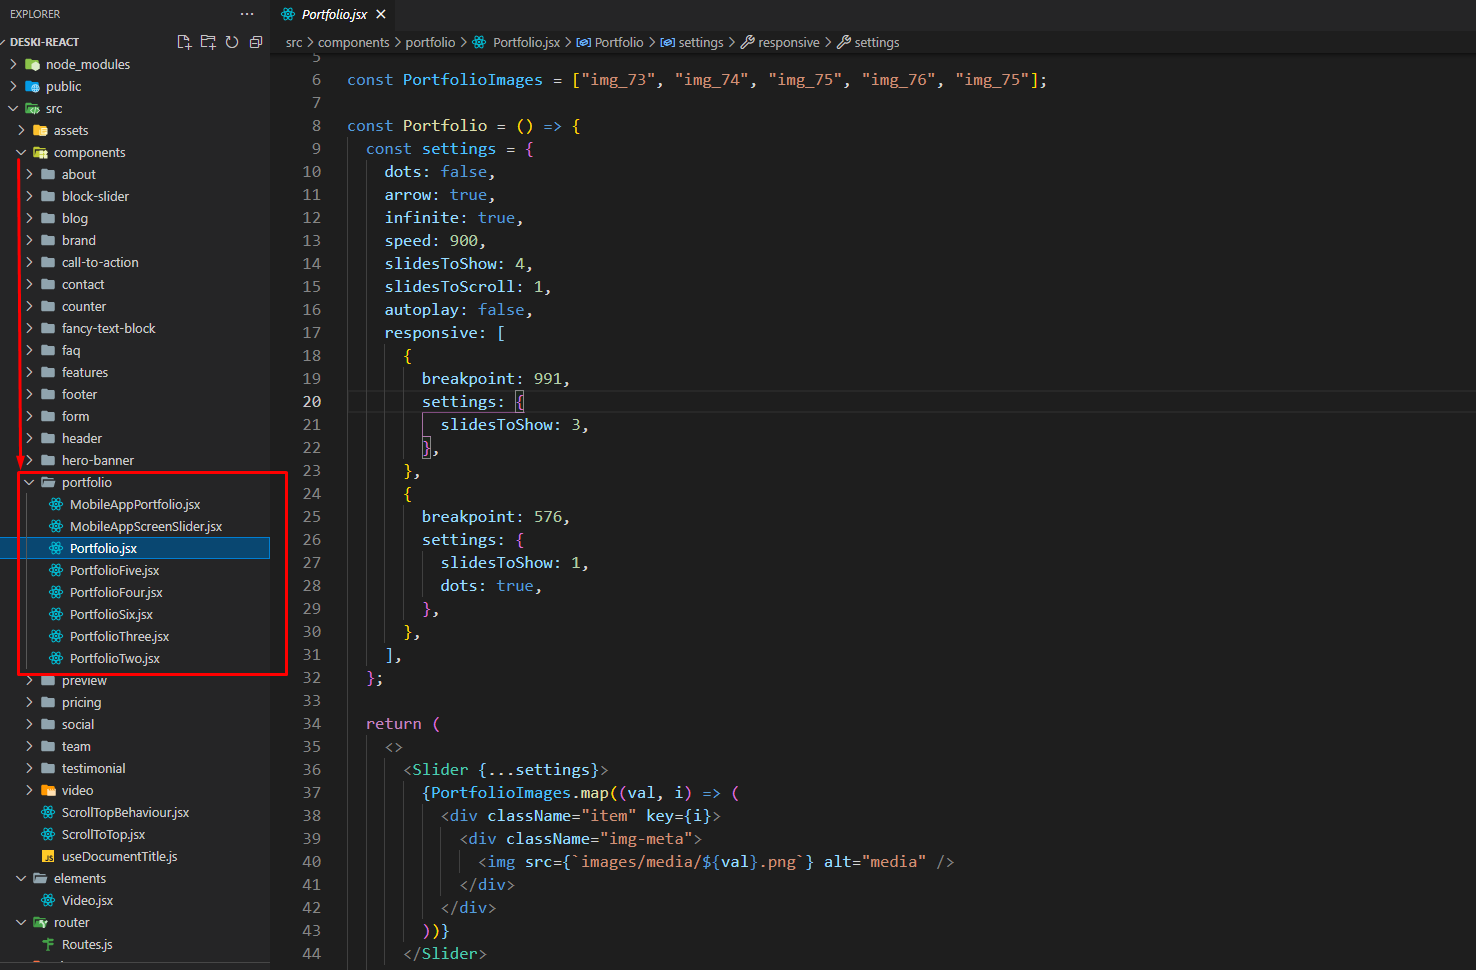 EXPLORER
DESKI-REACT
node_modules
public
src
assets
components
about
block-slider
blog
brand
call-to-action
contact
counter
fancy-text-block
faq
features
footer
form
header
hero-banner
portfolio
MobileAppPortfolio.jsx
MobileAppScreenSlider.jsx
Portfolio.jsx
PortfolioFive.jsx
PortfolioFour.jsx
PortfolioSix.jsx
PortfolioThree.jsx
PortfolioTwo.jsx
preview
pricing
social
team
testimonial
video
ScrollTopBehaviour.jsx
ScrollToTop.jsx
JS useDocumentTitle.js
elements
Video.jsx
router
Routes.js
Portfolio.jsx
src > components > portfolio > Portfolio.jsx > Portfolio > settings > responsive > settings
5
6 const PortfolioImages = ["img_73", "img_74", "img_75", "img_76", "img_75"];
7
8 const Portfolio = () => {
9 const settings = {
10 dots: false,
11 arrow: true,
12 infinite: true,
13 speed: 900,
14 slidesToShow: 4,
15 slidesToScroll: 1,
16 autoplay: false,
17 responsive: [
18 {
19 breakpoint: 991,
20 settings: {
21 slidesToShow: 3,
22 },
23 },
24 {
25 breakpoint: 576,
26 settings: {
27 slidesToShow: 1,
28 dots: true,
29 },
30 },
31 ],
32 };
33
34 return (
35 <>
36 <Slider {...settings}>
37 {PortfolioImages.map((val, i) => (
38 <div className="item" key={i}>
39 <div className="img-meta">
40 <img src={`images/media/${val}.png`} alt="media" />
41 </div>
42 </div>
43 ))}
44 </Slider>